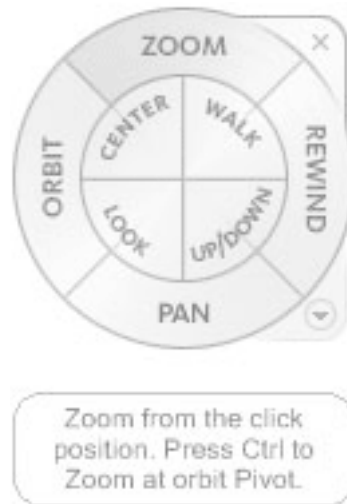 ZOOM
CENTER
WALK
ORBIT
REWIND
LOOK
UP/DOWN
PAN
Zoom from the click
position. Press Ctrl to
Zoom at orbit Pivot.